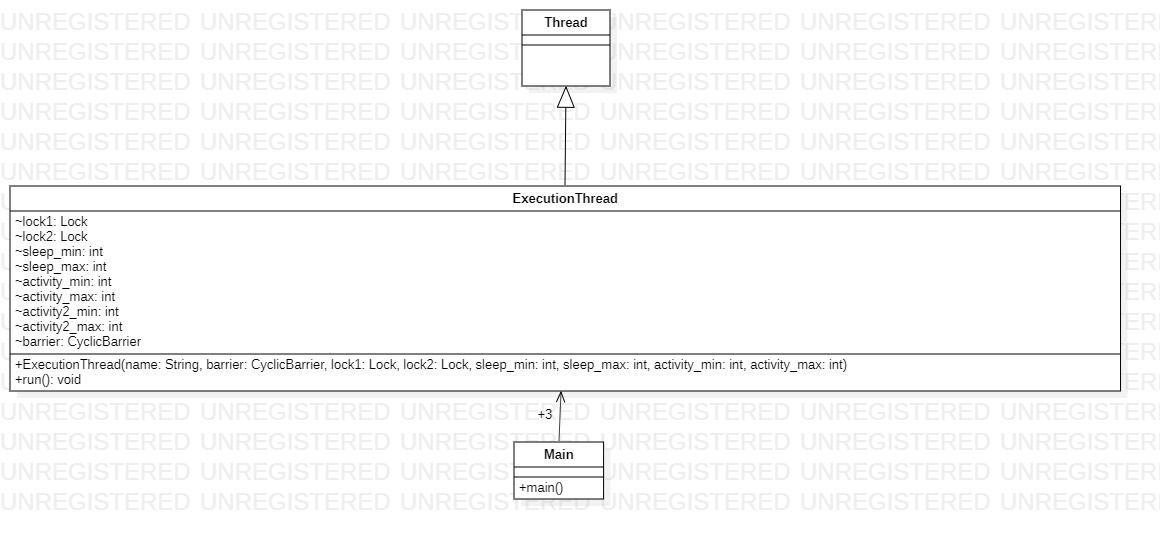 UNREGISTERED UNREGISTERED UNREGISTERED UNREGISTERED UNREGISTERED UNREGISTERED
Thread
ExecutionThread
~lock1: Lock
~lock2: Lock
~sleep_min: int
~sleep_max: int
~activity_min: int
~activity_max: int
~activity2_min: int
~activity2_max: int
~barrier: CyclicBarrier
+ExecutionThread(name: String, barrier: CyclicBarrier, lock1: Lock, lock2: Lock, sleep_min: int, sleep_max: int, activity_min: int, activity_max: int)
+run(): void
+3
Main
+main()